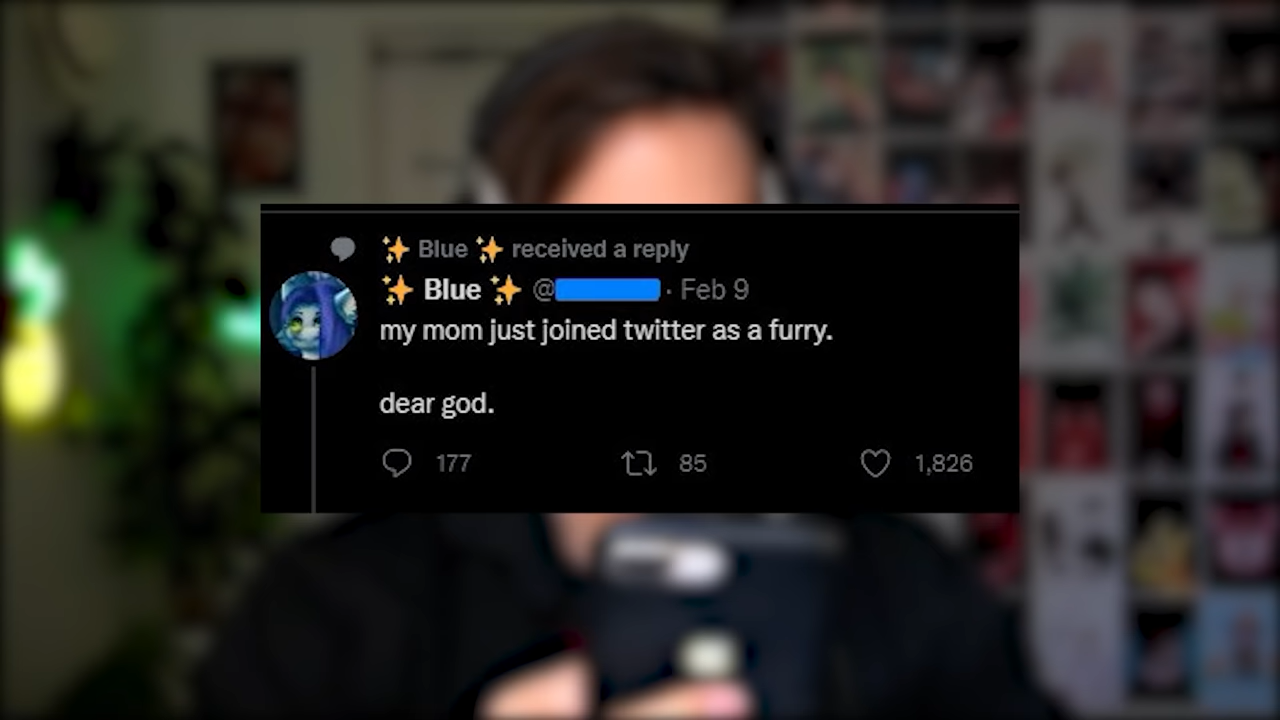 ✨ Blue ✨ received a reply
✨ Blue ✨ @ · Feb 9
my mom just joined twitter as a furry.
dear god.
177 85 1,826